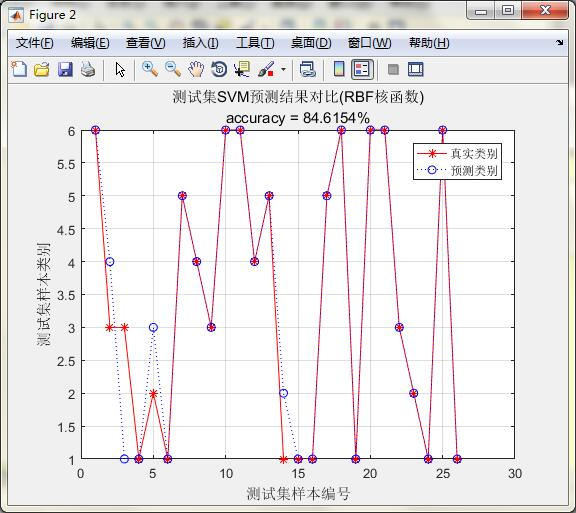 Figure 2
文件(F) 编辑(E) 查看(V) 插入(I) 工具(T) 桌面(D) 窗口(W) 帮助(H)
测试集SVM预测结果对比(RBF核函数)
accuracy = 84.6154%
真实类别
预测类别
测试集样本类别
6
5.5
5
4.5
4
3.5
3
2.5
2
1.5
1
0 5 10 15 20 25 30
测试集样本编号